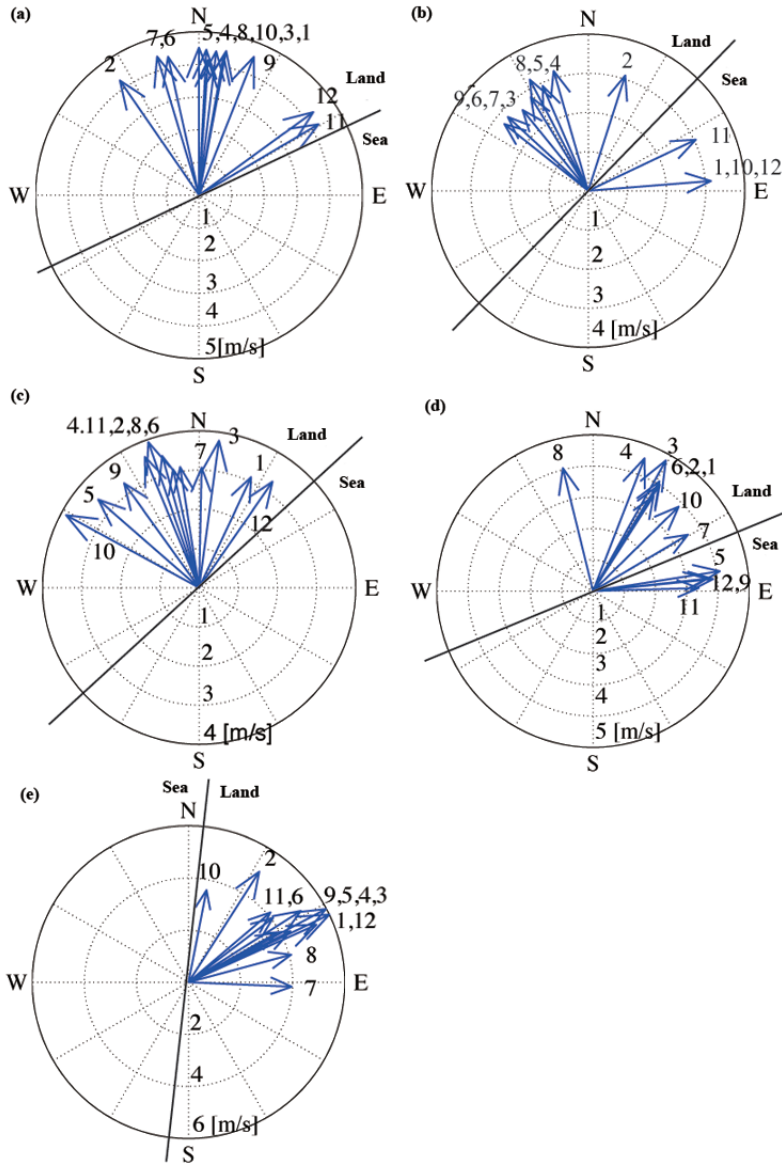 (a)
N
5,4,8,10,3,1
7,6
2
9
Land
12
11
Sea
W
E
1
2
3
4
5[m/s]
S
(b)
N
Land
Sea
8,5,4
2
9,6,7,3
11
1,10,12
W
E
1
2
3
4 [m/s]
S
(c)
N
4.11,2,8,6
7
3
Land
Sea
9
1
5
12
10
W
E
1
2
3
4 [m/s]
S
(d)
N
8
4
3
6,2,1
Land
10
7
Sea
5
12,9
11
W
E
1
2
3
4
5 [m/s]
S
(e)
Sea
Land
N
10
2
11,6
9,5,4,3
1,12
8
7
W
E
2
4
6 [m/s]
S